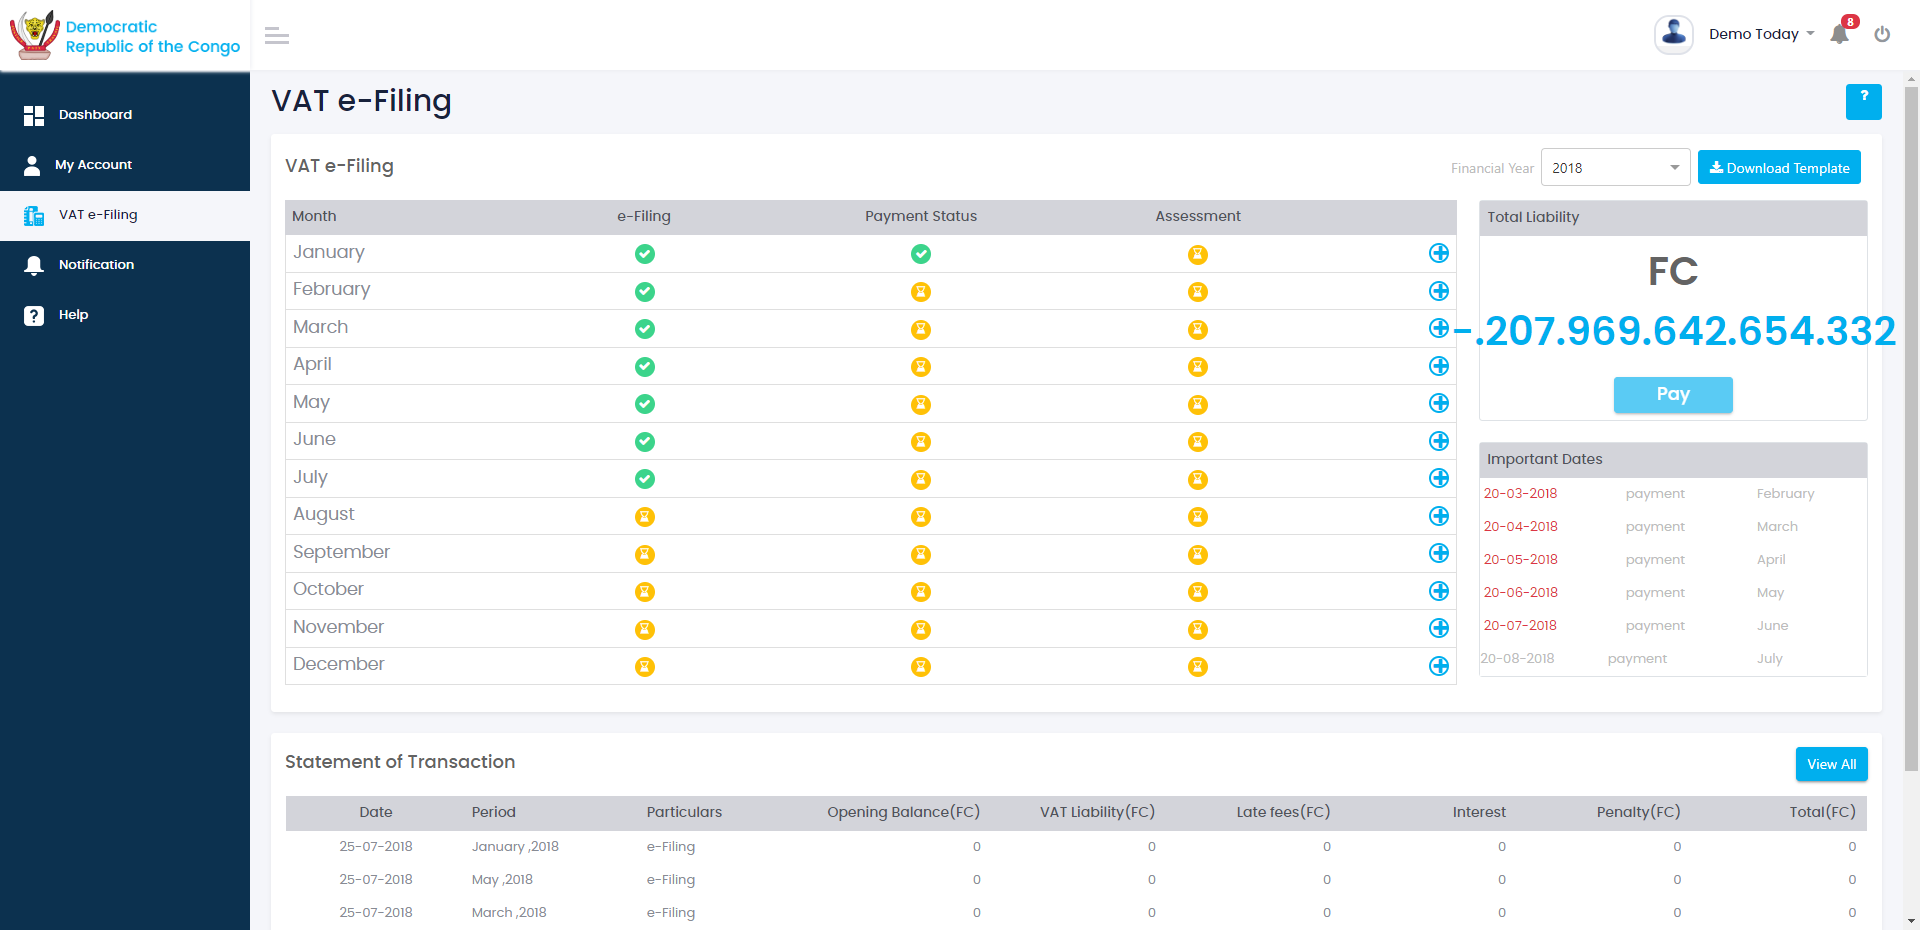 Democratic
Republic of the Congo
Demo Today
8
Dashboard
My Account
VAT e-Filing
Notification
Help
VAT e-Filing
?
VAT e-Filing
Financial Year 2018 Download Template
Month e-Filing Payment Status Assessment
January
February
March
April
May
June
July
August
September
October
November
December
Total Liability
FC
-.207.969.642.654.332
Pay
Important Dates
20-03-2018 payment February
20-04-2018 payment March
20-05-2018 payment April
20-06-2018 payment May
20-07-2018 payment June
20-08-2018 payment July
Statement of Transaction
View All
Date Period Particulars Opening Balance(FC) VAT Liability(FC) Late fees(FC) Interest Penalty(FC) Total(FC)
25-07-2018 January ,2018 e-Filing 0 0 0 0 0 0
25-07-2018 May ,2018 e-Filing 0 0 0 0 0 0
25-07-2018 March ,2018 e-Filing 0 0 0 0 0 0